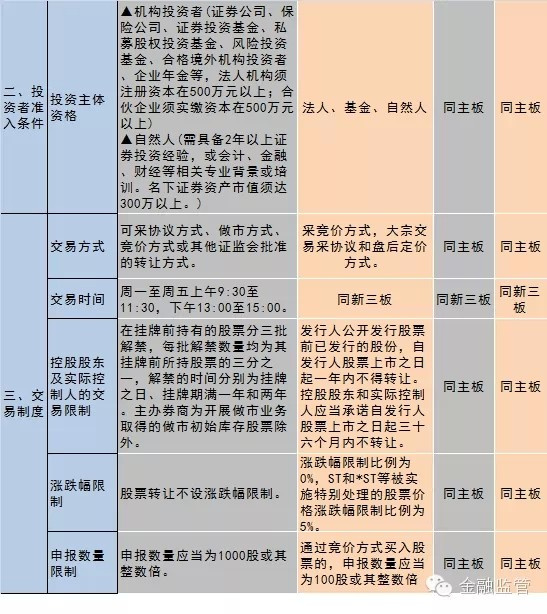 二、投资者准入条件
投资主体资格
▲机构投资者(证券公司、保
险公司、证券投资基金、私
募股权投资基金、风险投资
基金、合格境外机构投资者
、企业年金等，法人机构须
注册资本在500万元以上；合
伙企业须实缴资本在500万元
以上)
▲自然人(需具备2年以上证
券投资经验，或会计、金融
、财经等相关专业背景或培
训。名下证券资产市值须达
300万以上。)
法人、基金、自然人
同主板
同主板
三、交易制度
交易方式
可采协议方式、做市方式、
竞价方式或其他证监会批准
的转让方式。
采竞价方式，大宗交
易采协议和盘后定价
方式。
同主板
同主板
交易时间
周一至周五上午9:30至
11:30，下午13:00至15:00。
同新三板
同新三板
同新三板
控股股东
及实际控
制人的交
易限制
在挂牌前持有的股票分三批
解禁，每批解禁数量均为其
挂牌前所持股票的三分之
一，解禁的时间分别为挂牌
之日、挂牌期满一年和两年。
主办券商为开展做市业务
取得的做市初始库存股票除
外。
发行人公开发行股票
前已发行的股份，自
发行人股票上市之日
起一年内不得转让。
控股股东和实际控制
人应当承诺自发行人
股票上市之日起三十
六个月内不转让。
同主板
同主板
涨跌幅限
制
股票转让不设涨跌幅限制。
涨跌幅限制比例为
0%，ST和*ST等被实
施特别处理的股票价
格涨跌幅限制比例为
5%。
同主板
同主板
申报数量
限制
申报数量应当为1000股或其
整数倍。
通过竞价方式买入股
票的，申报数量应当
为100股或其整数倍
同主板
同主板
金融监管